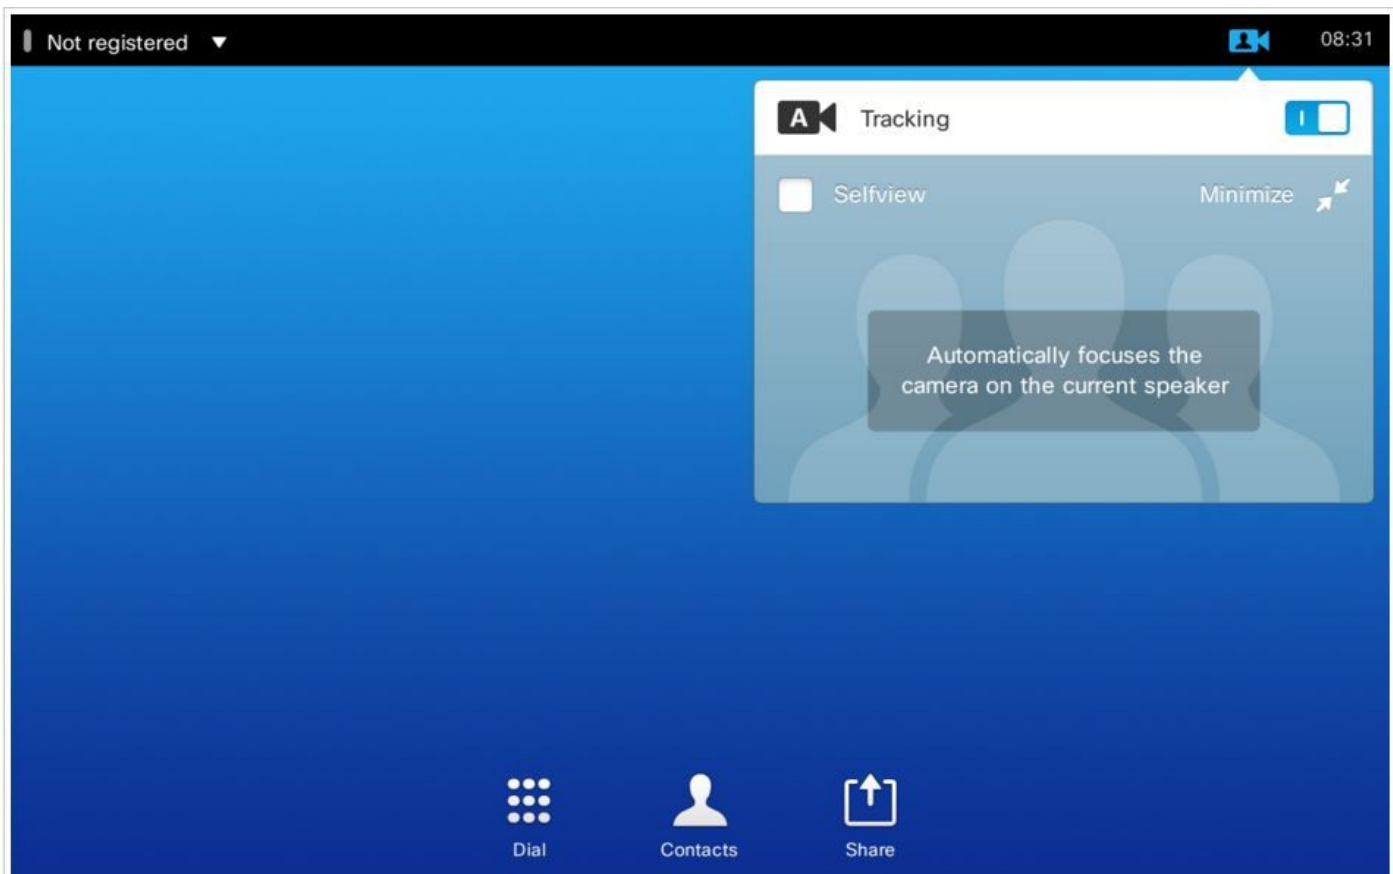 Not registered
08:31
A
Tracking
Selfview
Minimize
Automatically focuses the
camera on the current speaker
Dial
Contacts
Share